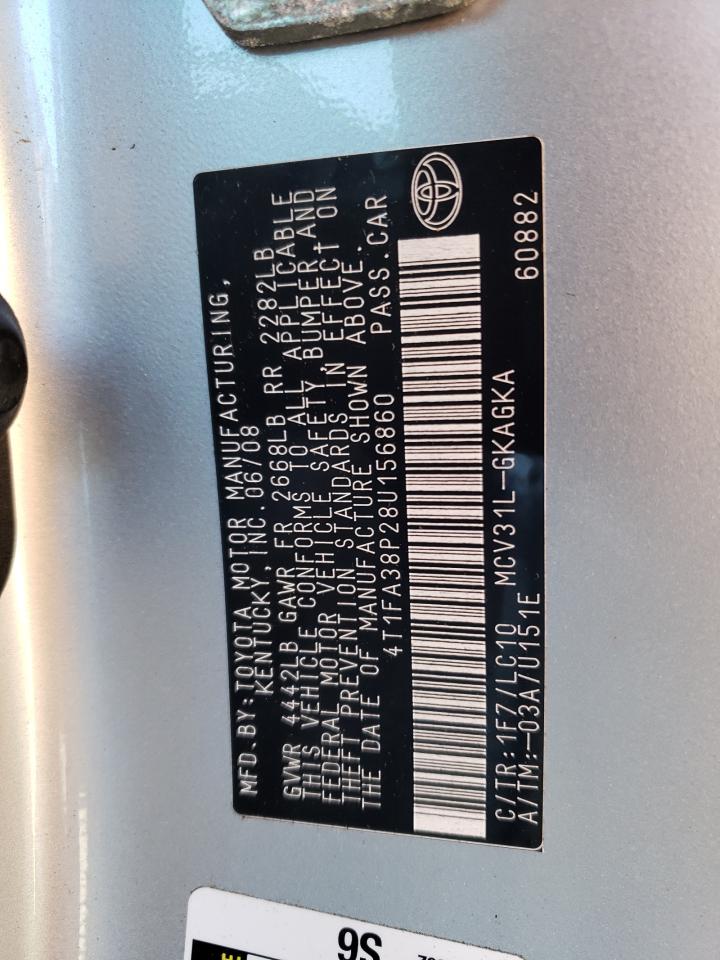 MFD.BY:TOYOTA MOTOR MANUFACTURING,
KENTUCKY, INC.06/08
GVWR 4442LB GAWR FR 2668LB RR 2282LB
THIS VEHICLE CONFORMS TO ALL APPLICABLE
FEDERAL MOTOR VEHICLE SAFETY, BUMPER, AND
THEFT PREVENTION STANDARDS IN EFFECT ON
THE DATE OF MANUFACTURE SHOWN ABOVE.
4T1FA38P28U156860 PASS.CAR
C/TR:1F7/LC10 MCV31L-GKAGKA
A/TM:-03A/U151E 60882
9S